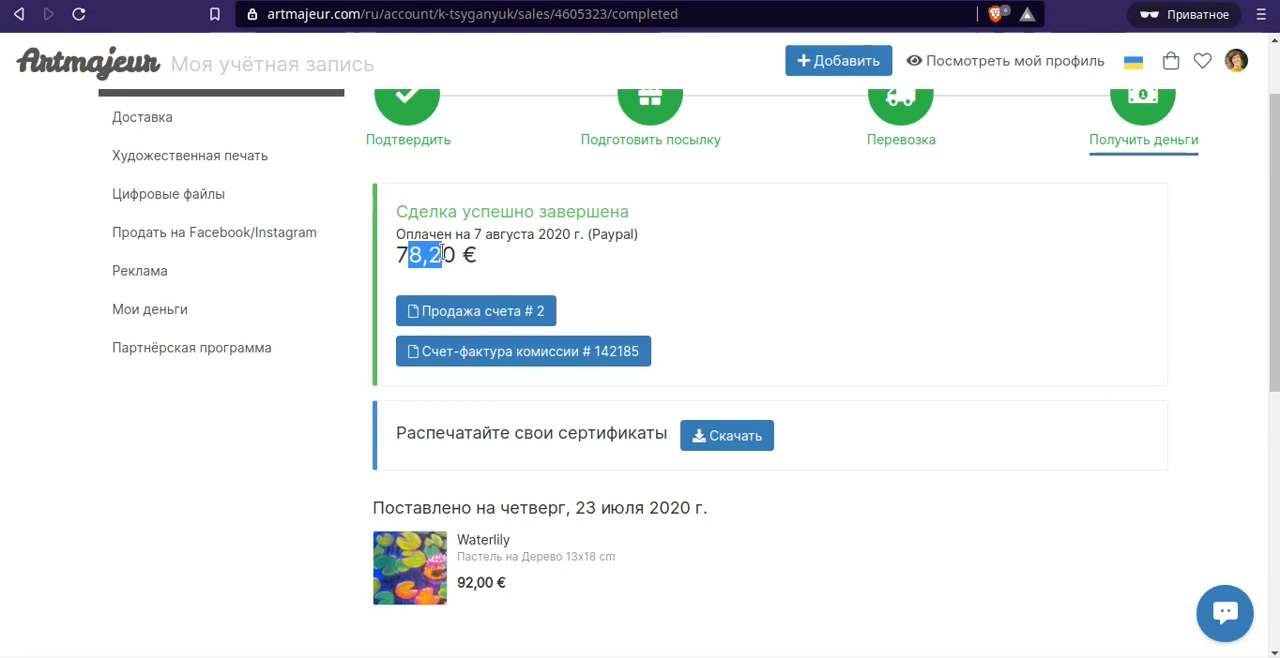 artmajeur.com/ru/account/k-tsyganyuk/sales/4605323/completed
Приватное
Artmajeur Моя учётная запись
+ Добавить
Посмотреть мой профиль
Доставка
Художественная печать
Цифровые файлы
Продать на Facebook/Instagram
Реклама
Мои деньги
Партнёрская программа
Подтвердить
Подготовить посылку
Перевозка
Получить деньги
Сделка успешно завершена
Оплачен на 7 августа 2020 г. (Paypal)
78,20 €
Продажа счета # 2
Счет-фактура комиссии # 142185
Распечатайте свои сертификаты
Скачать
Поставлено на четверг, 23 июля 2020 г.
Waterlily
Пастель на Дерево 13x18 cm
92,00 €